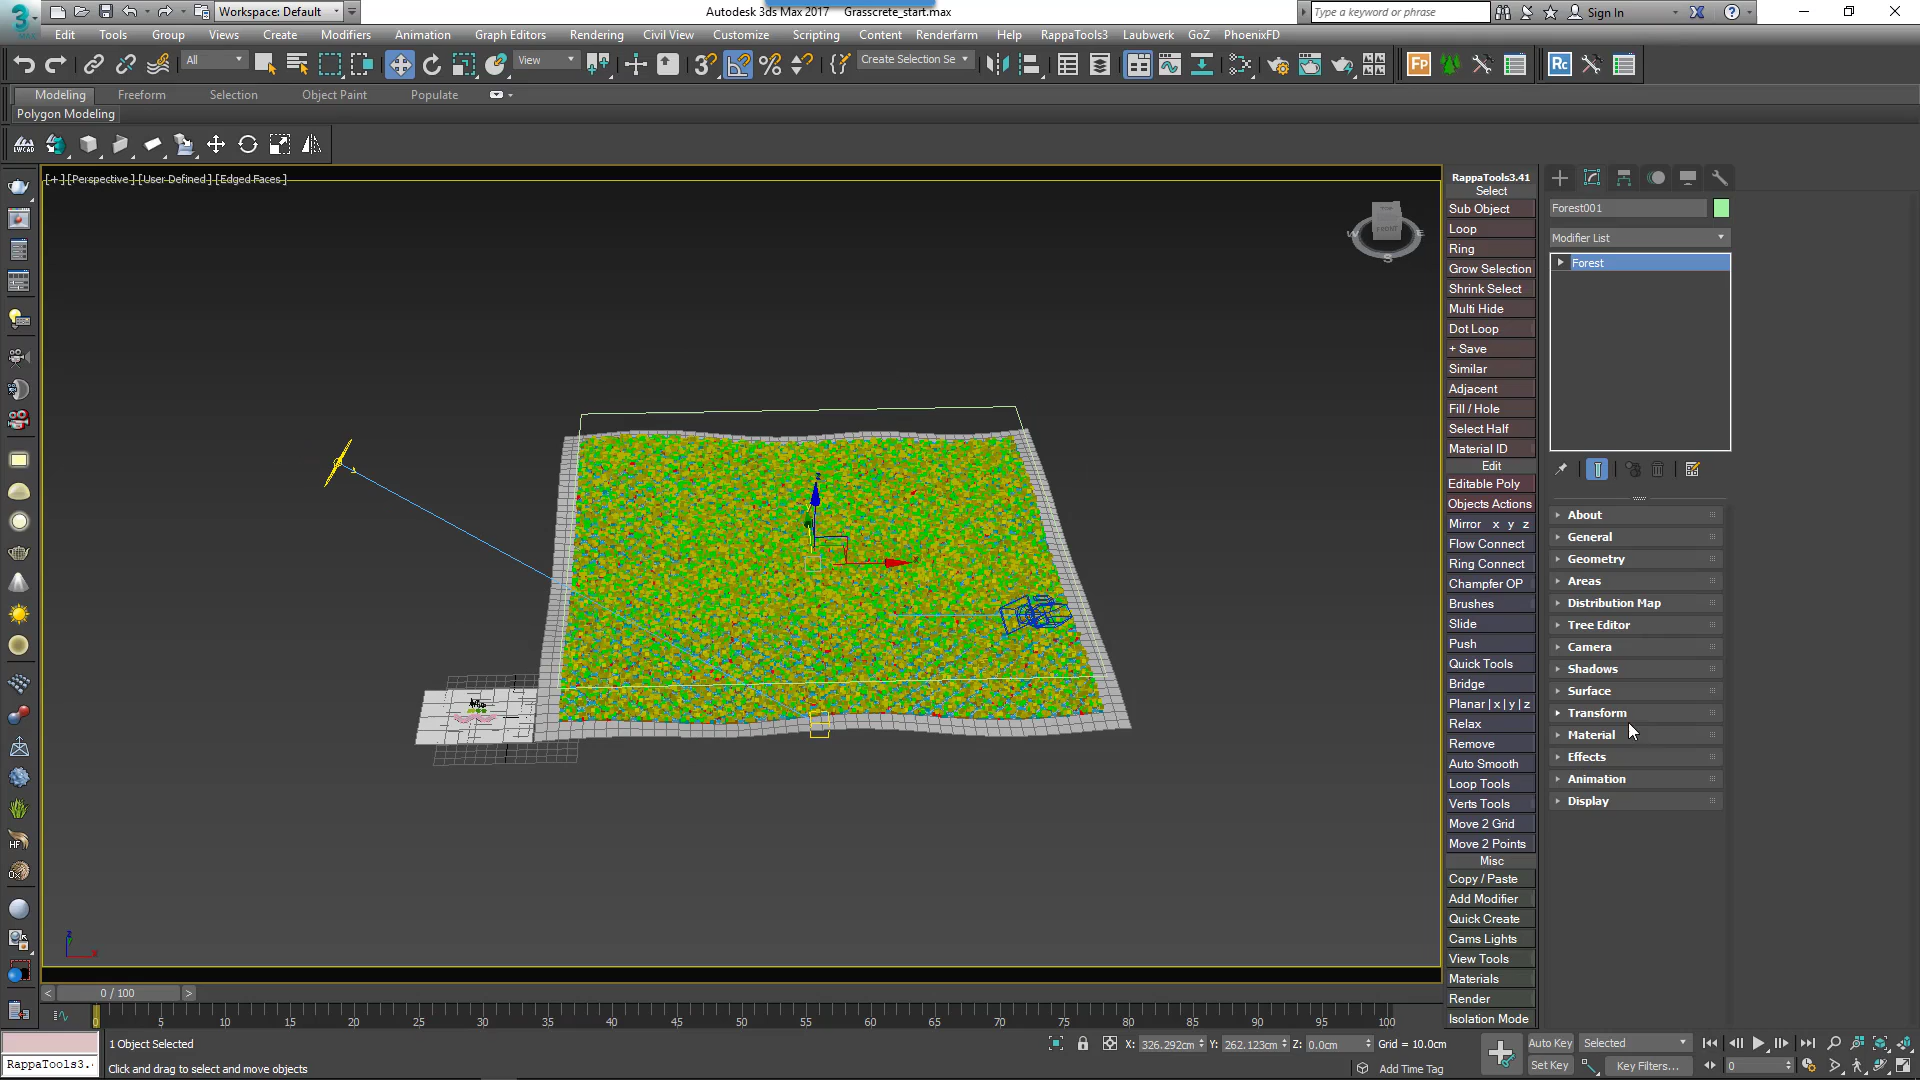 Workspace: Default
Autodesk 3ds Max 2017 Grasscrete_start.max
Type a keyword or phrase
Sign In
Edit Tools Group Views Create Modifiers Animation Graph Editors Rendering Civil View Customize Scripting Content Renderfarm Help RappaTools3 Laubwerk GoZ PhoenixFD
All
View
Create Selection Se
Fp
Rc
Modeling Freeform Selection Object Paint Populate
Polygon Modeling
[+] [Perspective] [User Defined] [Edged Faces]
RappaTools3.41
Select
Sub Object
Loop
Ring
Grow Selection
Shrink Select
Multi Hide
Dot Loop
+ Save
Similar
Adjacent
Fill / Hole
Select Half
Material ID
Edit
Editable Poly
Objects Actions
Mirror x y z
Flow Connect
Ring Connect
Champfer OP
Brushes
Slide
Push
Quick Tools
Bridge
Planar | x | y | z
Relax
Remove
Auto Smooth
Loop Tools
Verts Tools
Move 2 Grid
Move 2 Points
Misc
Copy / Paste
Add Modifier
Quick Create
Cams Lights
View Tools
Materials
Render
Isolation Mode
Forest001
Modifier List
Forest
About
General
Geometry
Areas
Distribution Map
Tree Editor
Camera
Shadows
Surface
Transform
Material
Effects
Animation
Display
0 / 100
0 5 10 15 20 25 30 35 40 45 50 55 60 65 70 75 80 85 90 95 100
1 Object Selected
X: 326.292cm Y: 262.123cm Z: 0.0cm Grid = 10.0cm
Auto Key Selected
RappaTools3.
Click and drag to select and move objects
Add Time Tag
Set Key Key Filters...
0